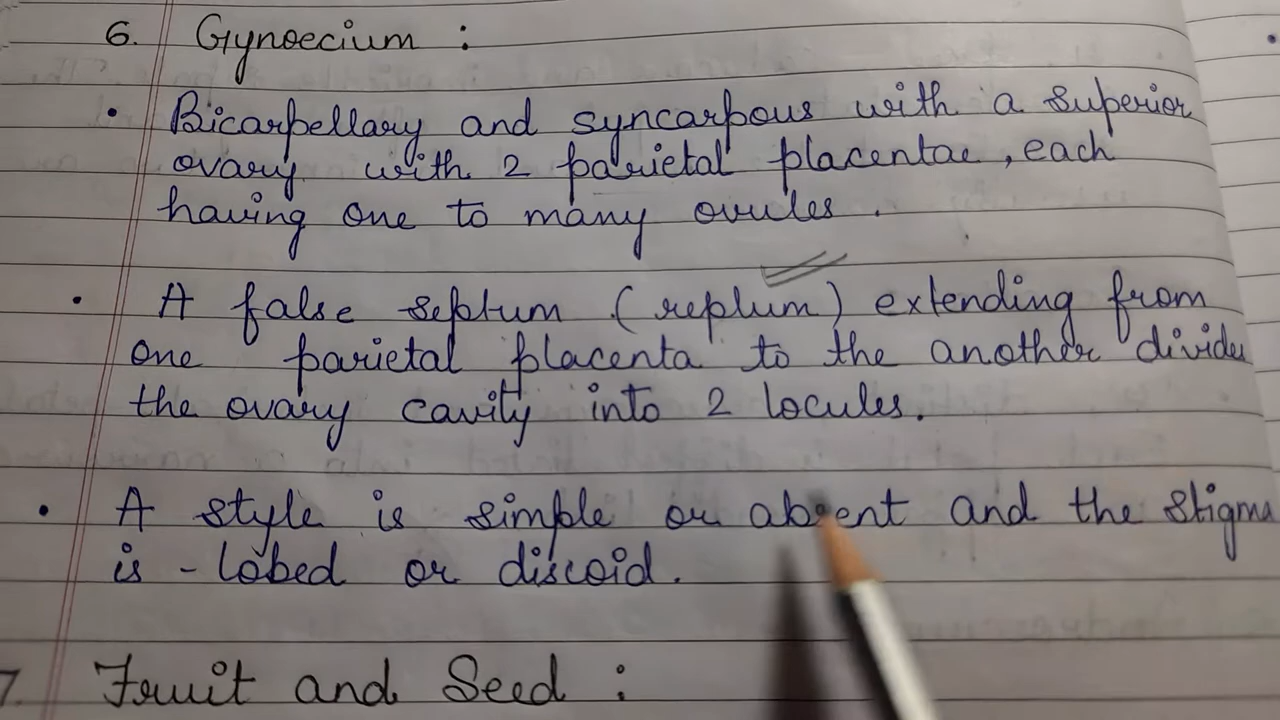 6. Gynoecium :
• Bicarpellary and syncarpous with a superior
ovary with 2 parietal placentae, each
having one to many ovules.
• A false septum (replum) extending from
one parietal placenta to the another divides
the ovary cavity into 2 locules.
• A style is simple or absent and the stigma
is - lobed or discoid.
7. Fruit and Seed :